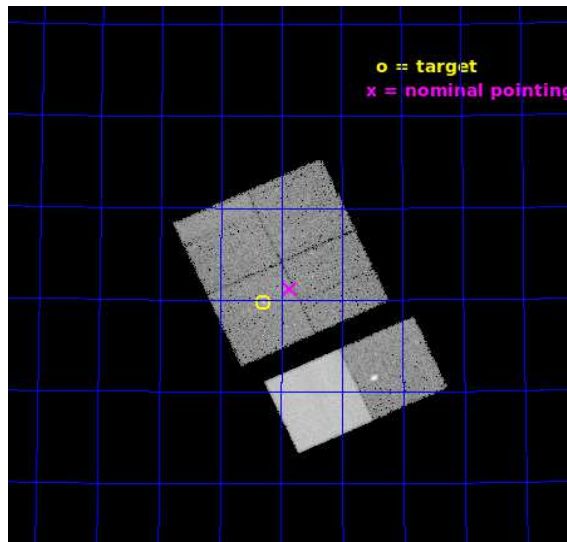 o = target
x = nominal pointing